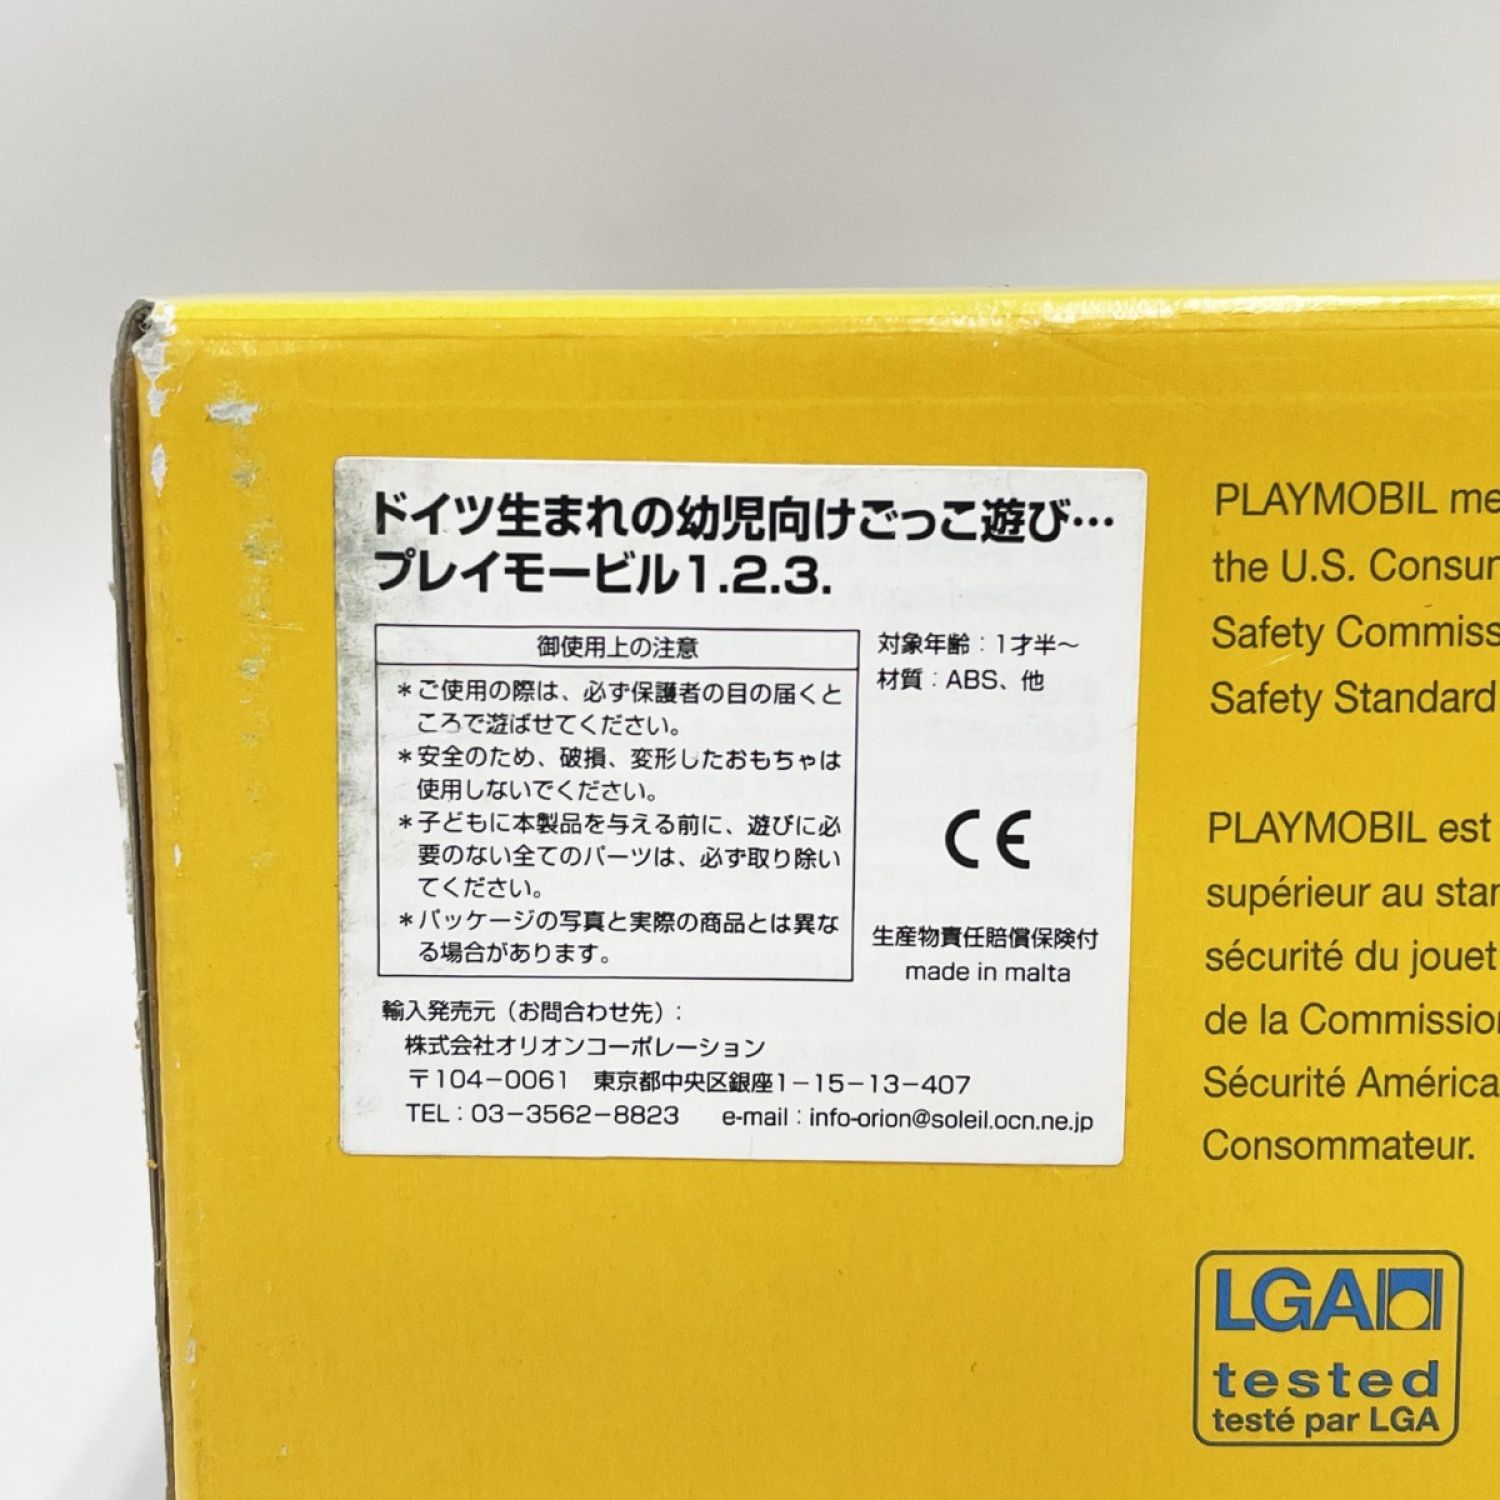 ドイツ生まれの幼児向けごっこ遊び…
プレイモービル1.2.3.
御使用上の注意
＊ご使用の際は、必ず保護者の目の届くと
ころで遊ばせてください。
＊安全のため、破損、変形したおもちゃは
使用しないでください。
＊子どもに本製品を与える前に、遊びに必
要のない全てのパーツは、必ず取り除い
てください。
＊パッケージの写真と実際の商品とは異な
る場合があります。
対象年齢：1才半～
材質：ABS、他
CE
生産物責任賠償保険付
made in malta
輸入発売元（お問合わせ先）：
株式会社オリオンコーポレーション
〒104－0061 東京都中央区銀座1－15－13－407
TEL：03－3562－8823 e-mail：info-orion@soleil.ocn.ne.jp
PLAYMOBIL me
the U.S. Consum
Safety Commiss
Safety Standard
PLAYMOBIL est
supérieur au stan
sécurité du jouet
de la Commission
Sécurité América
Consommateur.
LGA
tested
testé par LGA